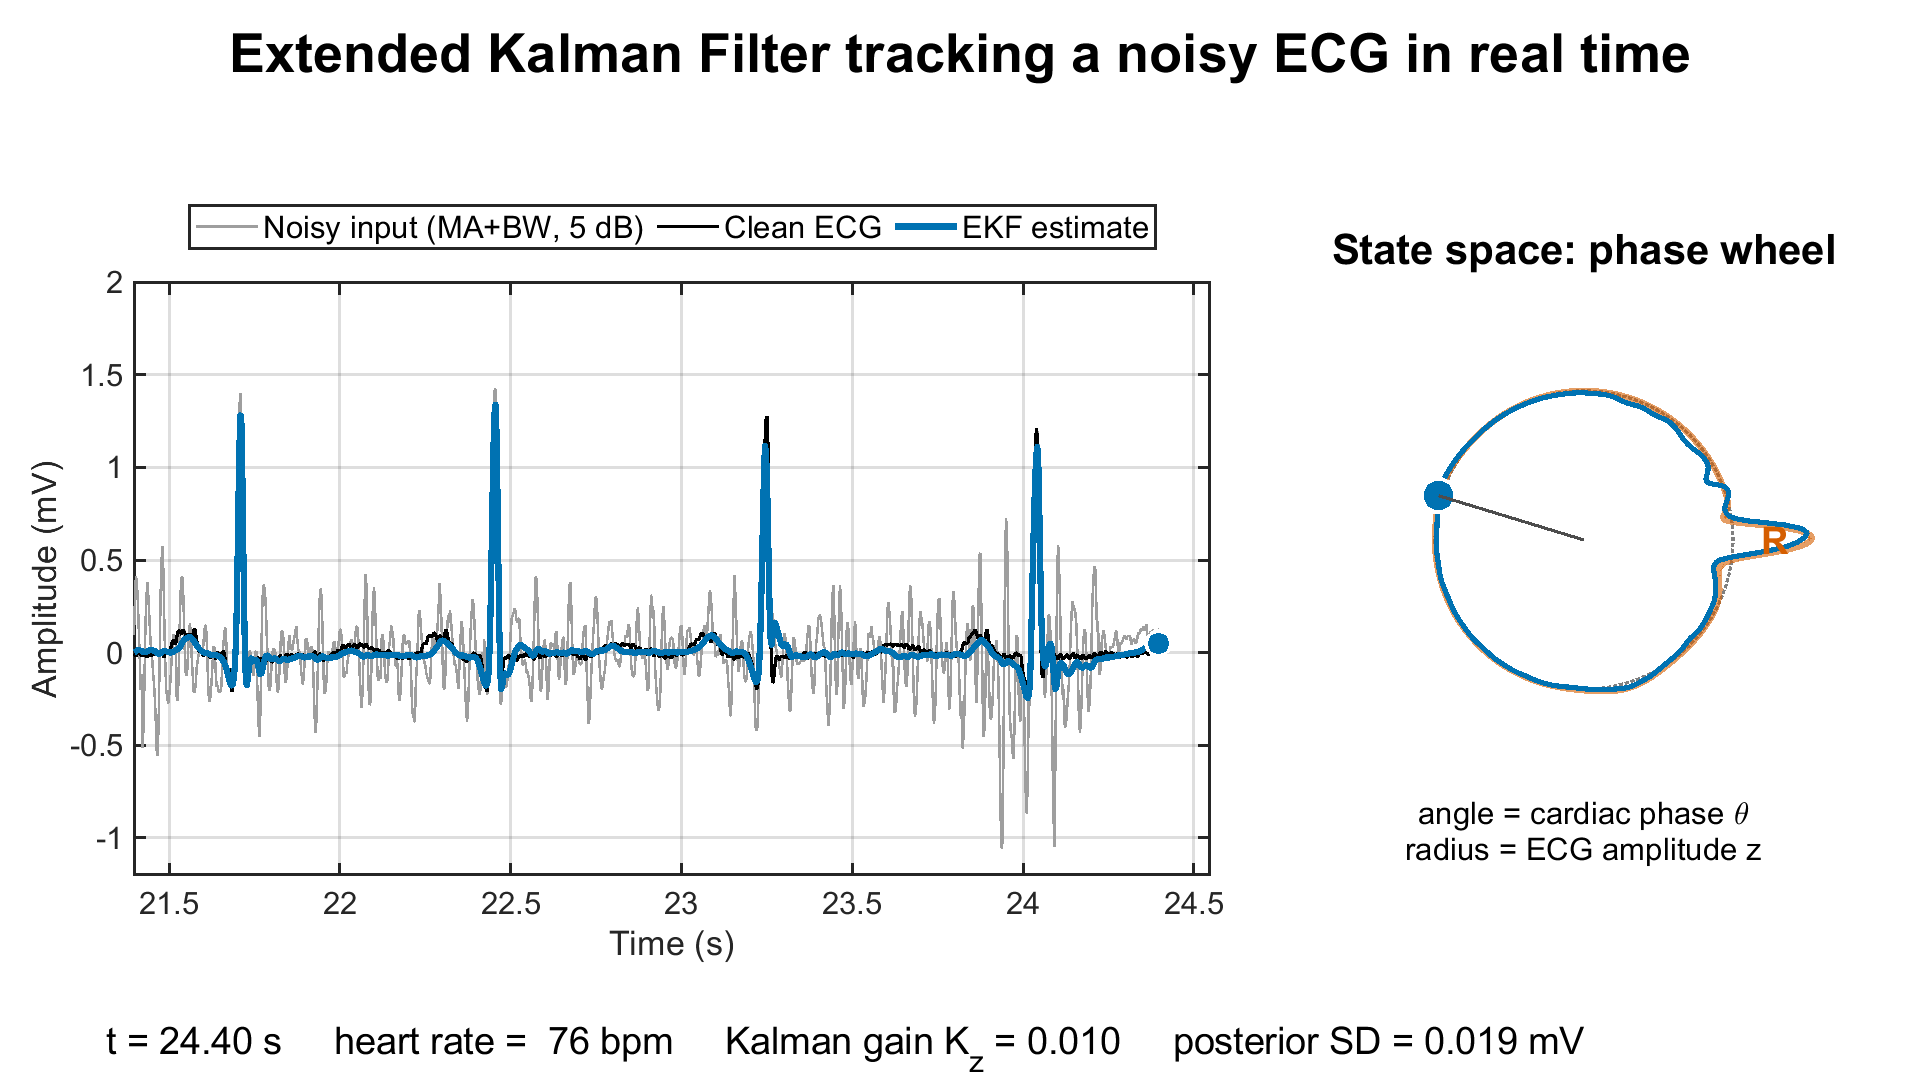 Extended Kalman Filter tracking a noisy ECG in real time
Noisy input (MA+BW, 5 dB) Clean ECG EKF estimate
State space: phase wheel
2
1.5
1
0.5
0
-0.5
-1
Amplitude (mV)
21.5 22 22.5 23 23.5 24 24.5
Time (s)
R
angle = cardiac phase θ
radius = ECG amplitude z
t = 24.40 s heart rate = 76 bpm Kalman gain K_z = 0.010 posterior SD = 0.019 mV